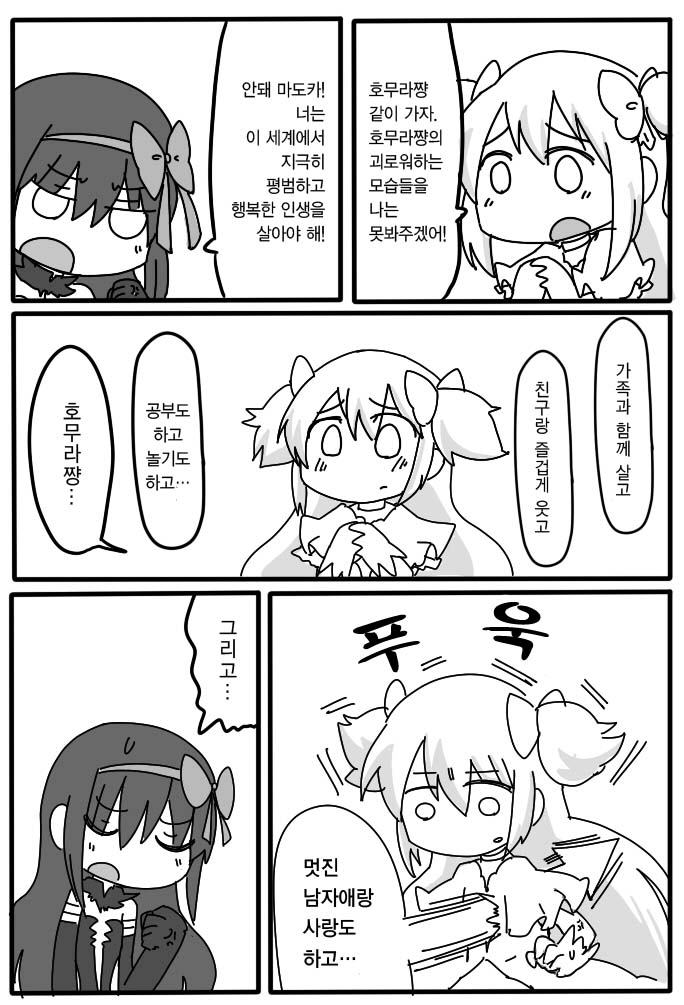 호무라쨩
같이 가자.
호무라쨩의
괴로워하는
모습들을
나는
못봐주겠어!
안돼 마도카!
너는
이 세계에서
지극히
평범하고
행복한 인생을
살아야 해!
가족과 함께 살고
친구랑 즐겁게 웃고
공부도
하고
놀기도
하고…
호무라쨩…
푸욱
멋진
남자애랑
사랑도
하고…
그리고…